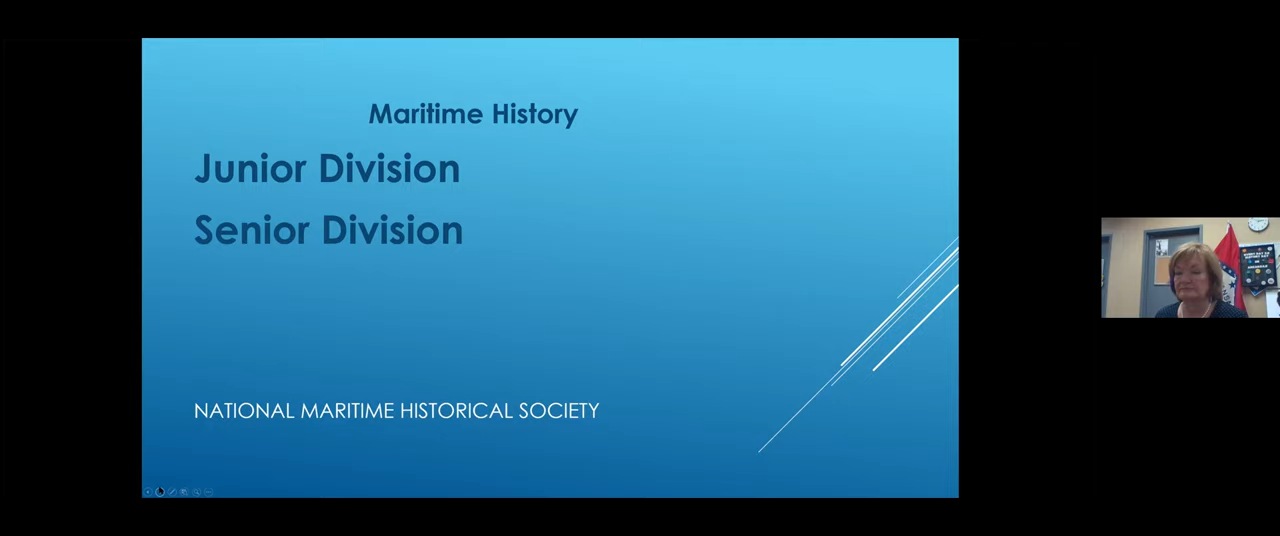 Maritime History
Junior Division
Senior Division
NATIONAL MARITIME HISTORICAL SOCIETY